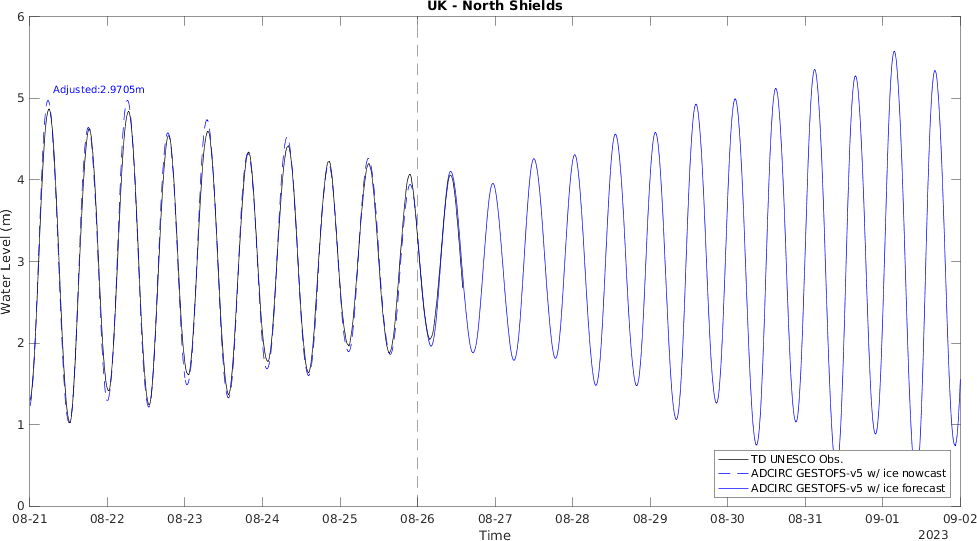 UK - North Shields
6
5
4
3
2
1
0
Water Level (m)
Adjusted:2.9705m
TD UNESCO Obs.
ADCIRC GESTOFS-v5 w/ ice nowcast
ADCIRC GESTOFS-v5 w/ ice forecast
08-21 08-22 08-23 08-24 08-25 08-26 08-27 08-28 08-29 08-30 08-31 09-01 09-02
Time
2023